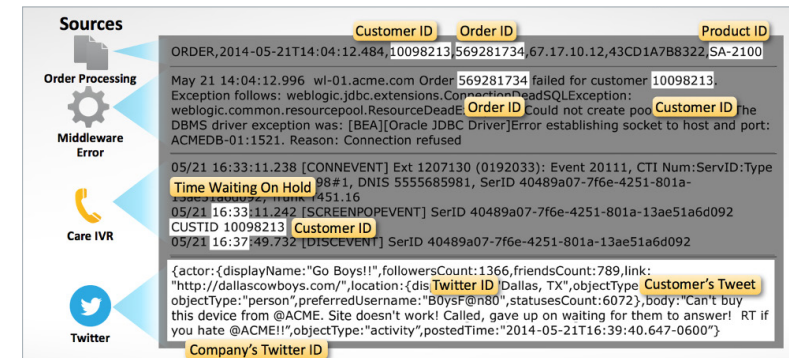 Sources
Customer ID
Order ID
Product ID
ORDER,2014-05-21T14:04:12.484,10098213,569281734,67.17.10.12,43CD1A7B8322,SA-2100
Order Processing
May 21 14:04:12.996 wl-01.acme.com Order 569281734 failed for customer 10098213.
Exception follows: weblogic.jdbc.extensions.ConnectionDeadSQLException:
weblogic.common.resourcepool.ResourceDeadE Could not create poo The
Order ID
Customer ID
DBMS driver exception was: [BEA][Oracle JDBC Driver]Error establishing socket to host and port:
ACMEDB-01:1521. Reason: Connection refused
Middleware
Error
05/21 16:33:11.238 [CONNEVENT] Ext 1207130 (0192033): Event 20111, CTI Num:ServID:Type
Time Waiting On Hold
98#1, DNIS 5555685981, SerID 40489a07-7f6e-4251-801a-
13ae51a6d092, Trunk T451.16
05/21 16:33:11.242 [SCREENPOPEVENT] SerID 40489a07-7f6e-4251-801a-13ae51a6d092
CUSTID 10098213
Customer ID
05/21 16:37:49.732 [DISCEVENT] SerID 40489a07-7f6e-4251-801a-13ae51a6d092
Care IVR
{actor:{displayName:"Go Boys!!",followersCount:1366,friendsCount:789,link:
"http://dallascowboys.com/",location:{dis Dallas, TX",objectType
Twitter ID
Customer's Tweet
objectType:"person",preferredUsername:"B0ysF@n80",statusesCount:6072},body:"Can't buy
this device from @ACME. Site doesn't work! Called, gave up on waiting for them to answer! RT if
you hate @ACME!!",objectType:"activity",postedTime:"2014-05-21T16:39:40.647-0600"}
Twitter
Company's Twitter ID